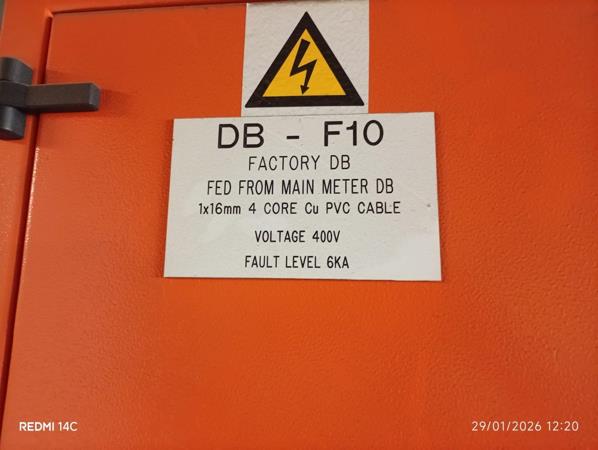 DB - F10
FACTORY DB
FED FROM MAIN METER DB
1x16mm 4 CORE Cu PVC CABLE
VOLTAGE 400V
FAULT LEVEL 6KA
REDMI 14C
29/01/2026 12:20